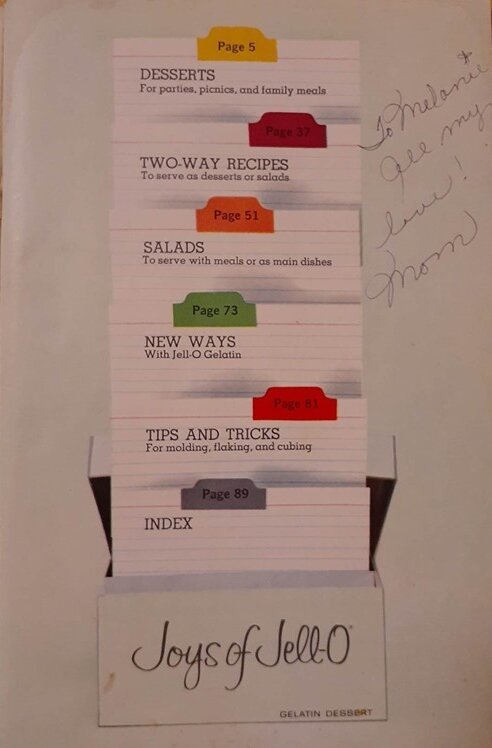 Page 5
DESSERTS
For parties, picnics, and family meals
Page 37
TWO-WAY RECIPES
To serve as desserts or salads
Page 51
SALADS
To serve with meals or as main dishes
Page 73
NEW WAYS
With Jell-O Gelatin
Page 81
TIPS AND TRICKS
For molding, flaking, and cubing
Page 89
INDEX
Joys of Jell-O®
GELATIN DESSERT
To Melanie*
All my
love!
Mom